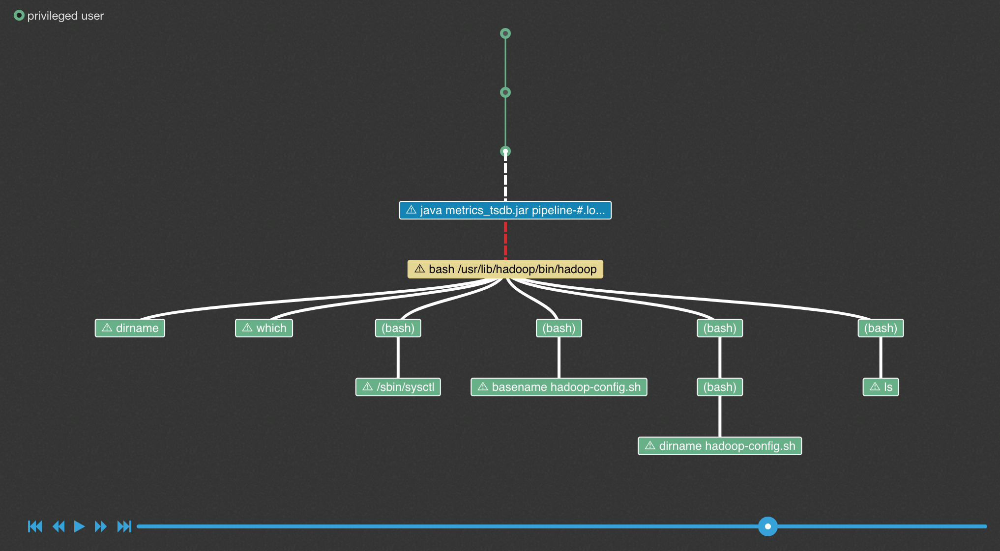 privileged user
⚠ java metrics_tsdb.jar pipeline-#.lo...
⚠ bash /usr/lib/hadoop/bin/hadoop
⚠ dirname
⚠ which
(bash)
(bash)
(bash)
(bash)
⚠ /sbin/sysctl
⚠ basename hadoop-config.sh
(bash)
⚠ ls
⚠ dirname hadoop-config.sh